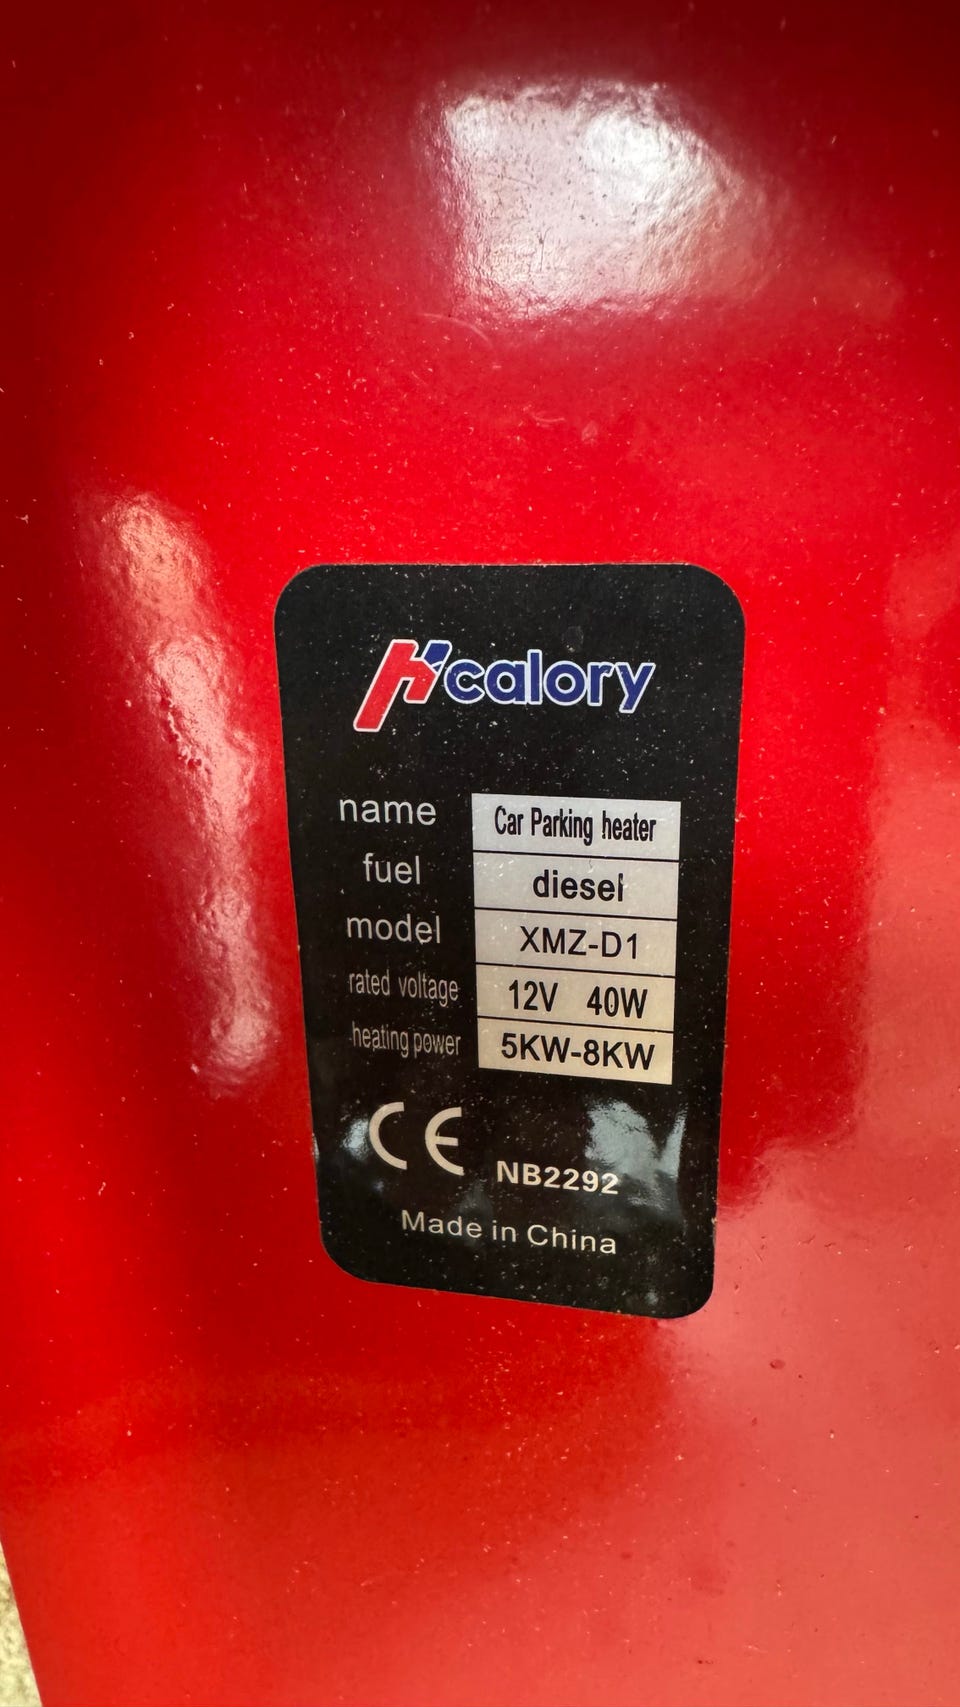 Hcalory
name Car Parking heater
fuel diesel
model XMZ-D1
rated voltage 12V 40W
heating power 5KW-8KW
CE NB2292
Made in China